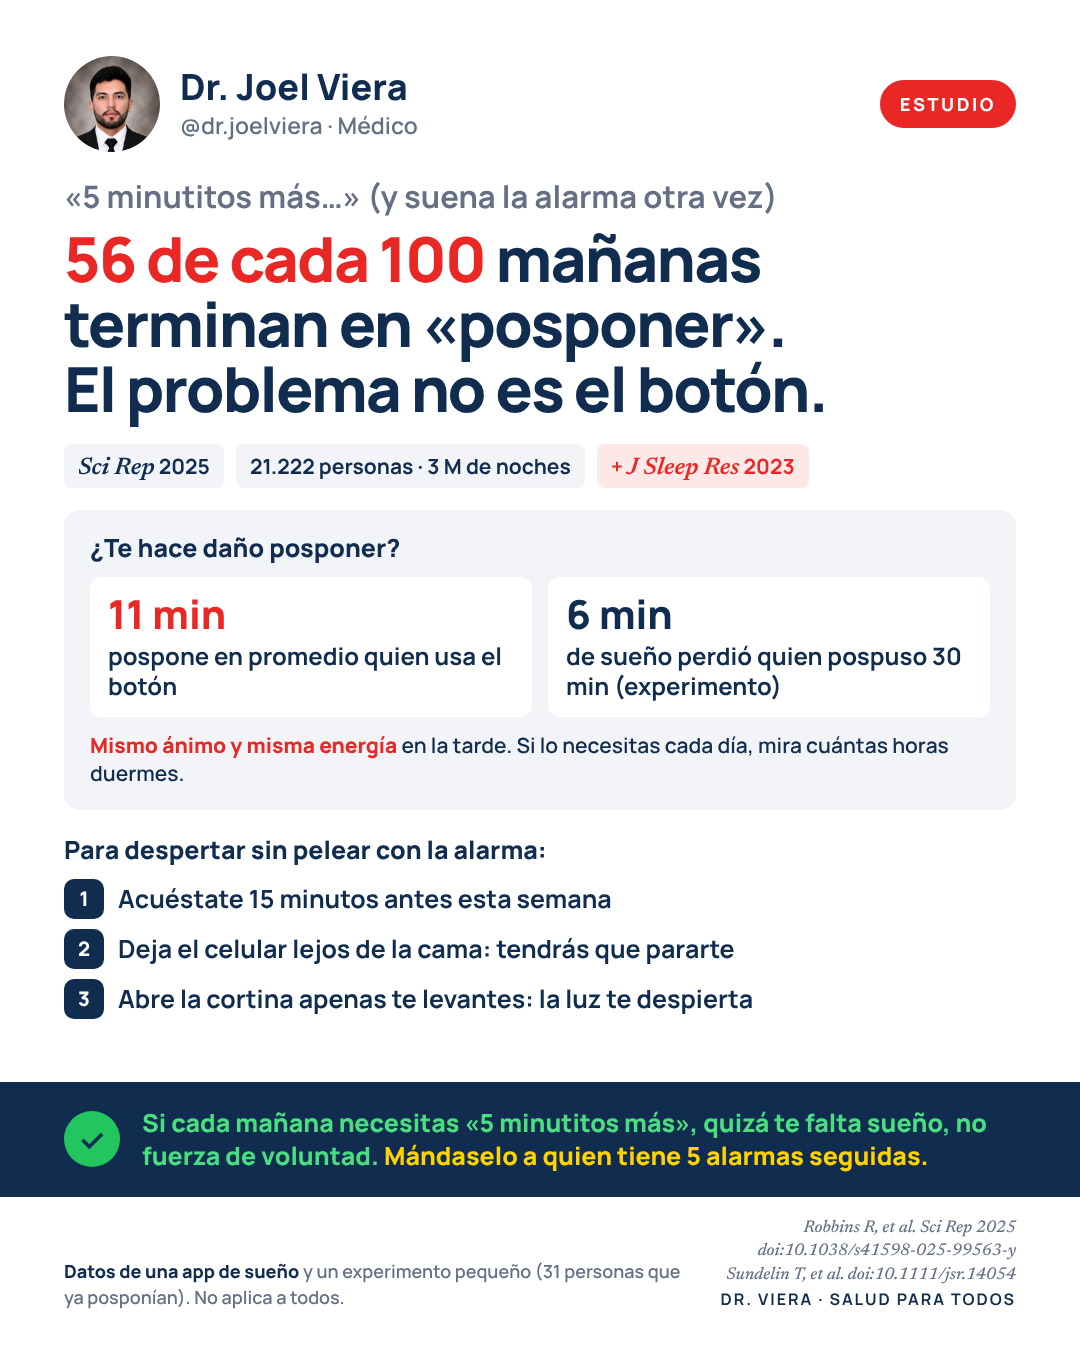 Dr. Joel Viera
@dr.joelviera · Médico
ESTUDIO
«5 minutitos más...» (y suena la alarma otra vez)
56 de cada 100 mañanas
terminan en «posponer».
El problema no es el botón.
Sci Rep 2025
21.222 personas · 3 M de noches
+ J Sleep Res 2023
¿Te hace daño posponer?
11 min
pospone en promedio quien usa el
botón
6 min
de sueño perdió quien pospuso 30
min (experimento)
Mismo ánimo y misma energía en la tarde. Si lo necesitas cada día, mira cuántas horas
duermes.
Para despertar sin pelear con la alarma:
1 Acuéstate 15 minutos antes esta semana
2 Deja el celular lejos de la cama: tendrás que pararte
3 Abre la cortina apenas te levantes: la luz te despierta
Si cada mañana necesitas «5 minutitos más», quizá te falta sueño, no
fuerza de voluntad. Mándaselo a quien tiene 5 alarmas seguidas.
Datos de una app de sueño y un experimento pequeño (31 personas que
ya posponían). No aplica a todos.
Robbins R, et al. Sci Rep 2025
doi:10.1038/s41598-025-99563-y
Sundelin T, et al. doi:10.1111/jsr.14054
DR. VIERA · SALUD PARA TODOS